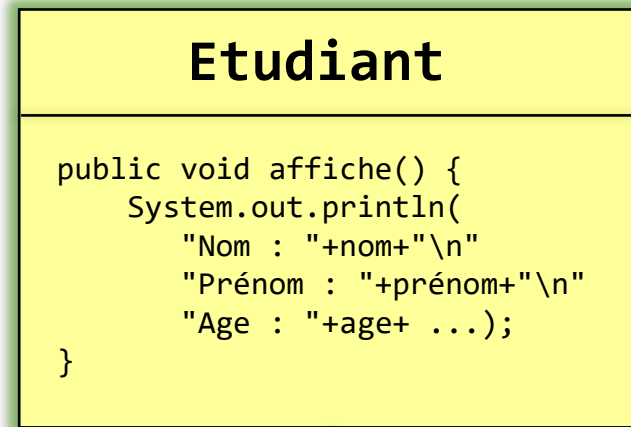 Etudiant
public void affiche() {
System.out.println(
"Nom : "+nom+"\n"
"Prénom : "+prénom+"\n"
"Age : "+age+ ...);
}